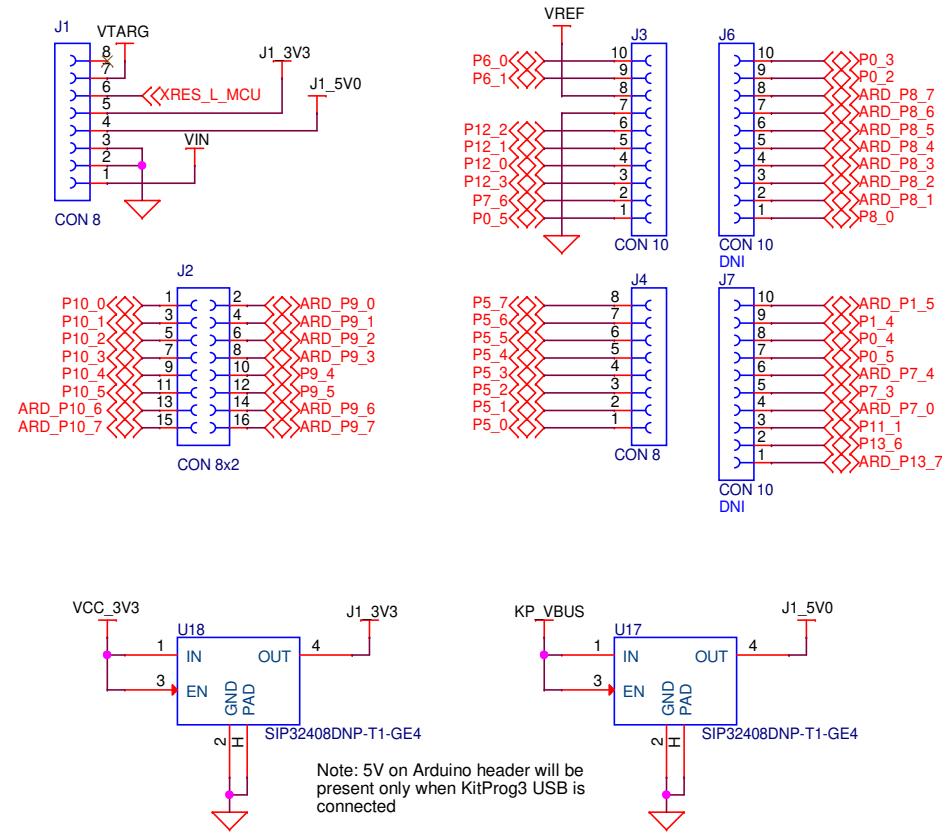 J1
VTARG
8
7
6
5
4
3
2
1
J1_3V3
J1_5V0
XRES_L_MCU
VIN
CON 8
VREF
J3
P6_0 10
P6_1 9
8
7
P12_2 6
P12_1 5
P12_0 4
P12_3 3
P7_6 2
P0_5 1
CON 10
J6
10 P0_3
9 P0_2
8 ARD_P8_7
7 ARD_P8_6
6 ARD_P8_5
5 ARD_P8_4
4 ARD_P8_3
3 ARD_P8_2
2 ARD_P8_1
1 P8_0
CON 10
DNI
J2
P10_0 1 2 ARD_P9_0
P10_1 3 4 ARD_P9_1
P10_2 5 6 ARD_P9_2
P10_3 7 8 ARD_P9_3
P10_4 9 10 P9_4
P10_5 11 12 P9_5
ARD_P10_6 13 14 ARD_P9_6
ARD_P10_7 15 16 ARD_P9_7
CON 8x2
J4
P5_7 8
P5_6 7
P5_5 6
P5_4 5
P5_3 4
P5_2 3
P5_1 2
P5_0 1
CON 8
J7
10 ARD_P1_5
9 P1_4
8 P0_4
7 P0_5
6 ARD_P7_4
5 P7_3
4 ARD_P7_0
3 P11_1
2 P13_6
1 ARD_P13_7
CON 10
DNI
VCC_3V3
U18
J1_3V3
1 IN OUT 4
3 EN
GND
PAD
2
H
SIP32408DNP-T1-GE4
KP_VBUS
U17
J1_5V0
1 IN OUT 4
3 EN
GND
PAD
2
H
SIP32408DNP-T1-GE4
Note: 5V on Arduino header will be
present only when KitProg3 USB is
connected